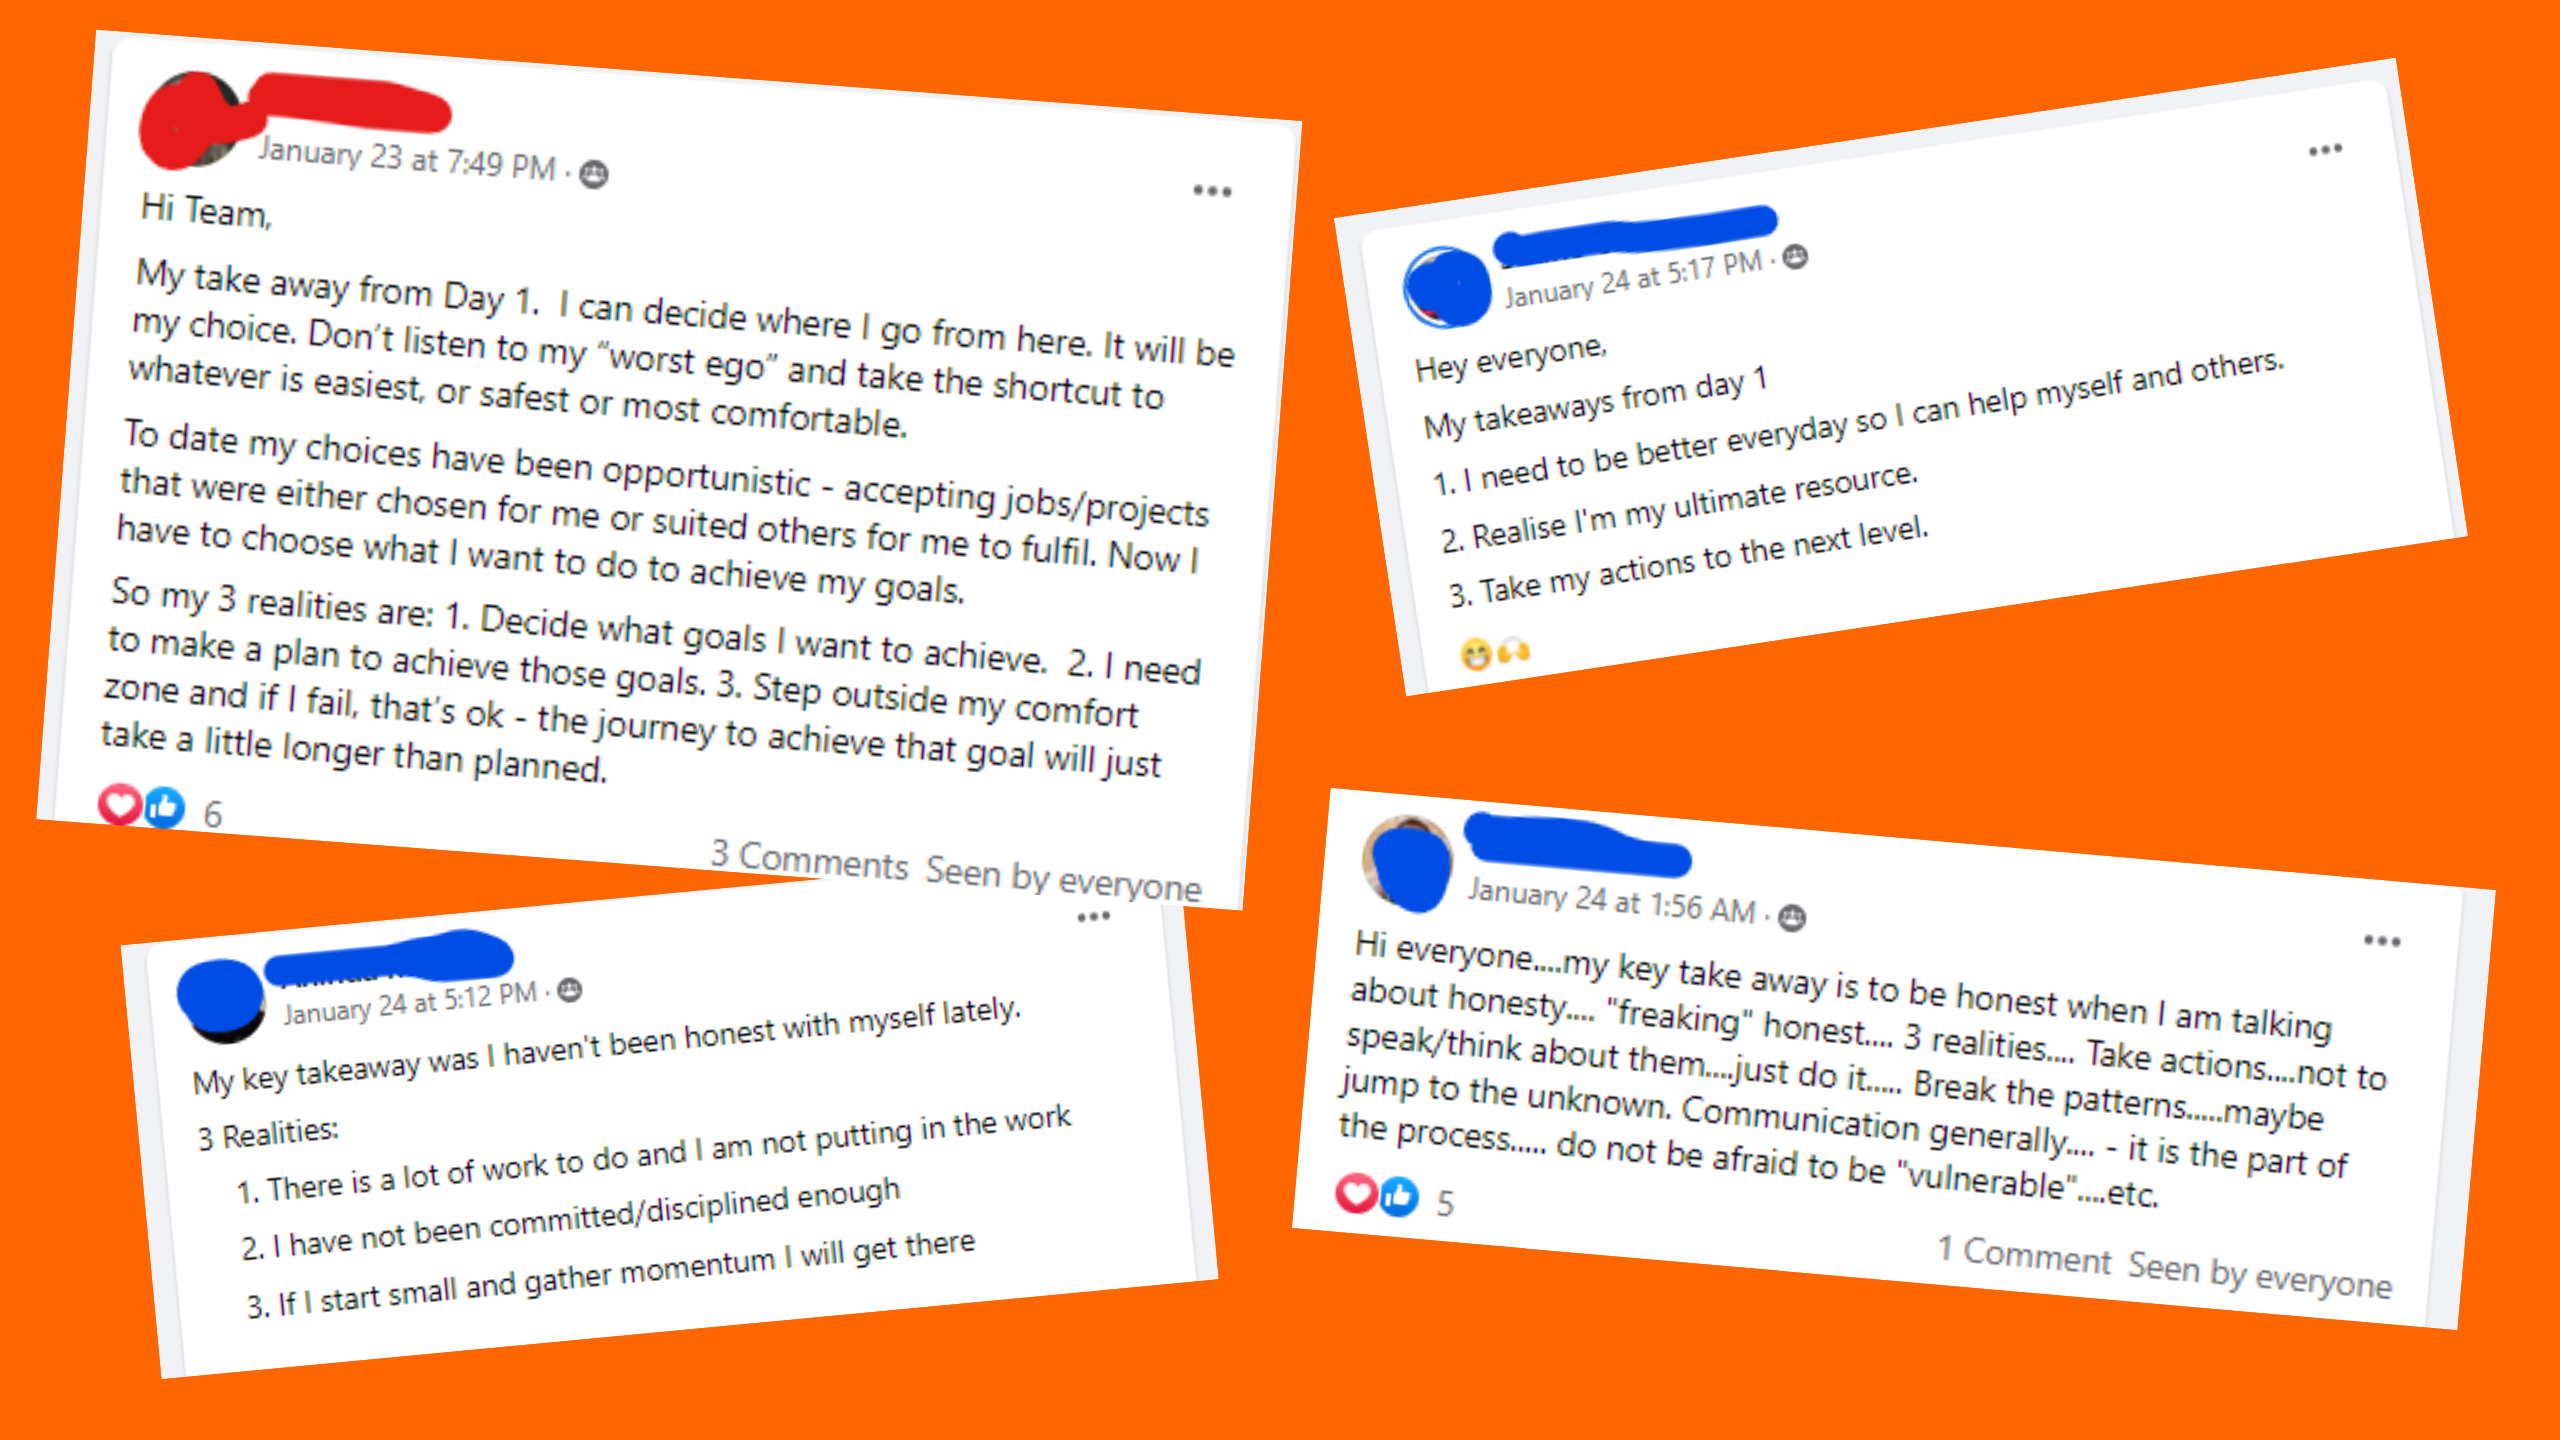 January 23 at 7:49 PM ·
Hi Team,
My take away from Day 1.  I can decide where I go from here. It will be
my choice. Don't listen to my “worst ego” and take the shortcut to
whatever is easiest, or safest or most comfortable.
To date my choices have been opportunistic - accepting jobs/projects
that were either chosen for me or suited others for me to fulfil. Now I
have to choose what I want to do to achieve my goals.
So my 3 realities are: 1. Decide what goals I want to achieve.  2. I need
to make a plan to achieve those goals. 3. Step outside my comfort
zone and if I fail, that's ok - the journey to achieve that goal will just
take a little longer than planned.
6
3 Comments  Seen by everyone
January 24 at 5:17 PM ·
Hey everyone,
My takeaways from day 1
1. I need to be better everyday so I can help myself and others.
2. Realise I'm my ultimate resource.
3. Take my actions to the next level.
January 24 at 5:12 PM ·
My key takeaway was I haven't been honest with myself lately.
3 Realities:
1. There is a lot of work to do and I am not putting in the work
2. I have not been committed/disciplined enough
3. If I start small and gather momentum I will get there
January 24 at 1:56 AM ·
Hi everyone....my key take away is to be honest when I am talking
about honesty.... "freaking" honest.... 3 realities.... Take actions....not to
speak/think about them....just do it..... Break the patterns.....maybe
jump to the unknown. Communication generally.... - it is the part of
the process..... do not be afraid to be "vulnerable"....etc.
5
1 Comment  Seen by everyone